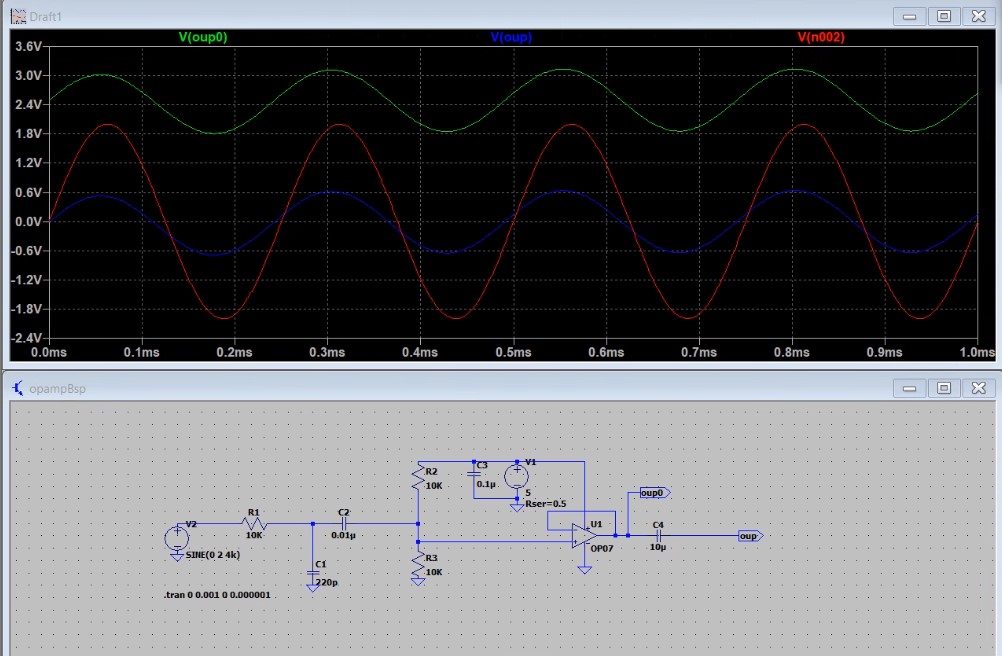 Draft1
V(oup0) V(oup) V(n002)
3.6V
3.0V
2.4V
1.8V
1.2V
0.6V
0.0V
-0.6V
-1.2V
-1.8V
-2.4V
0.0ms 0.1ms 0.2ms 0.3ms 0.4ms 0.5ms 0.6ms 0.7ms 0.8ms 0.9ms 1.0ms
opampBsp
C3 V1
R2
10K
0.1µ
5
Rser=0.5
oup0
R1 C2
V2
U1 C4
10K 0.01µ
oup
10µ
OP07
SINE(0 2 4k)
R3
10K
C1
220p
.tran 0 0.001 0 0.000001